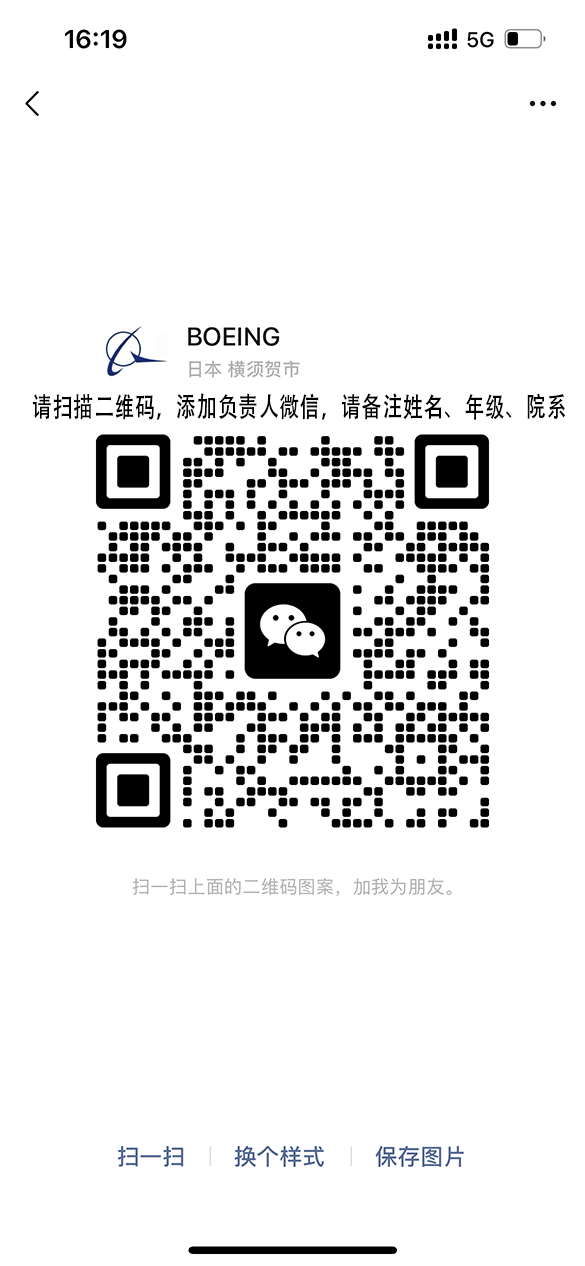 16:19 5G
BOEING
日本 横须贺市
请扫描二维码，添加负责人微信，请备注姓名、年级、院系
扫一扫上面的二维码图案，加我为朋友。
扫一扫 换个样式 保存图片